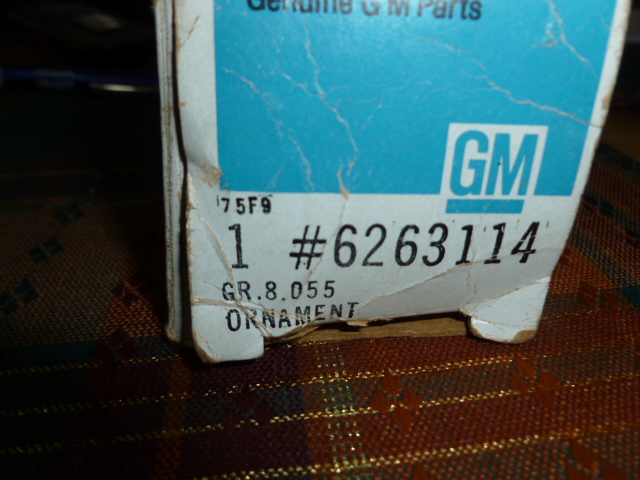 Genuine GM Parts
GM
75F9
1 #6263114
GR.8.055
ORNAMENT